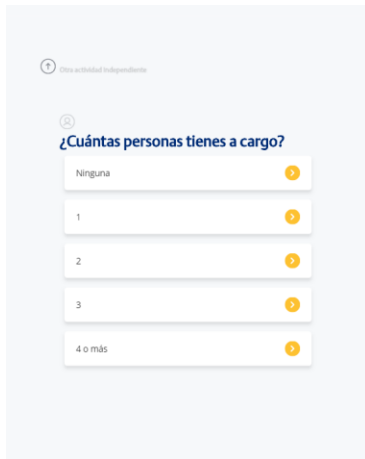 Otra actividad Independiente
¿Cuántas personas tienes a cargo?
Ninguna
1
2
3
4 o más